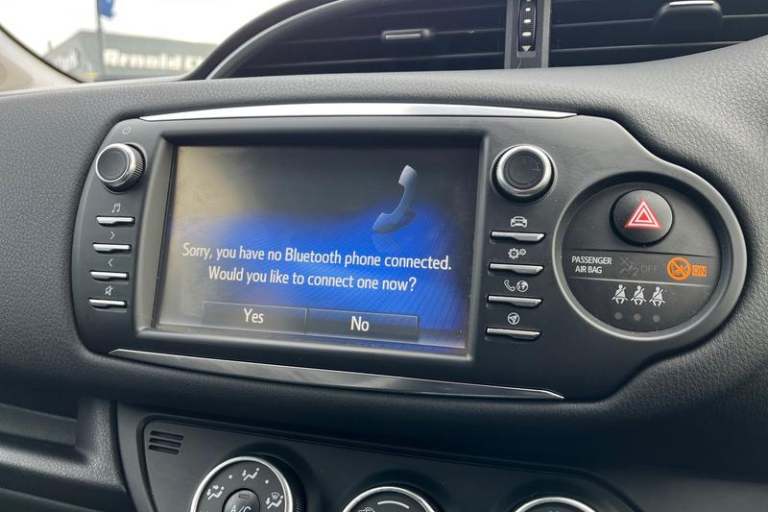 Sorry, you have no Bluetooth phone connected.
Would you like to connect one now?
Yes
No
PASSENGER
AIR BAG
OFF
ON
A/C